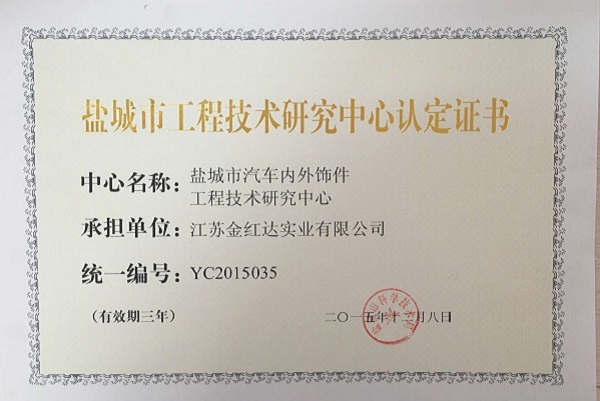 盐城市工程技术研究中心认定证书
中心名称：盐城市汽车内外饰件
工程技术研究中心
承担单位：江苏金红达实业有限公司
统一编号：YC2015035
（有效期三年） 二〇一五年十二月八日